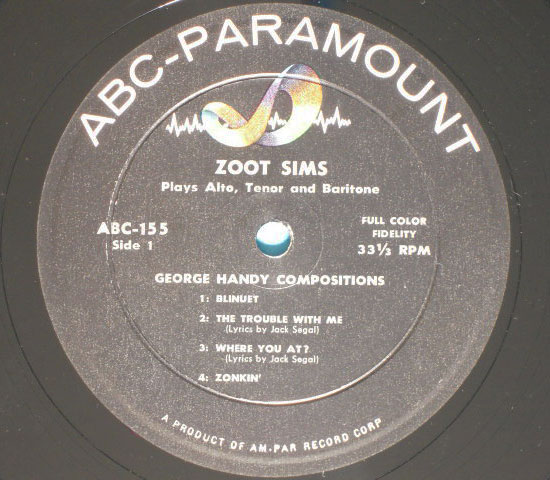 ABC-PARAMOUNT
ZOOT SIMS
Plays Alto, Tenor and Baritone
ABC-155
Side 1
FULL COLOR
FIDELITY
33⅓ RPM
GEORGE HANDY COMPOSITIONS
1: BLINUET
2: THE TROUBLE WITH ME
(Lyrics by Jack Segal)
3: WHERE YOU AT?
(Lyrics by Jack Segal)
4: ZONKIN'
A PRODUCT OF AM-PAR RECORD CORP